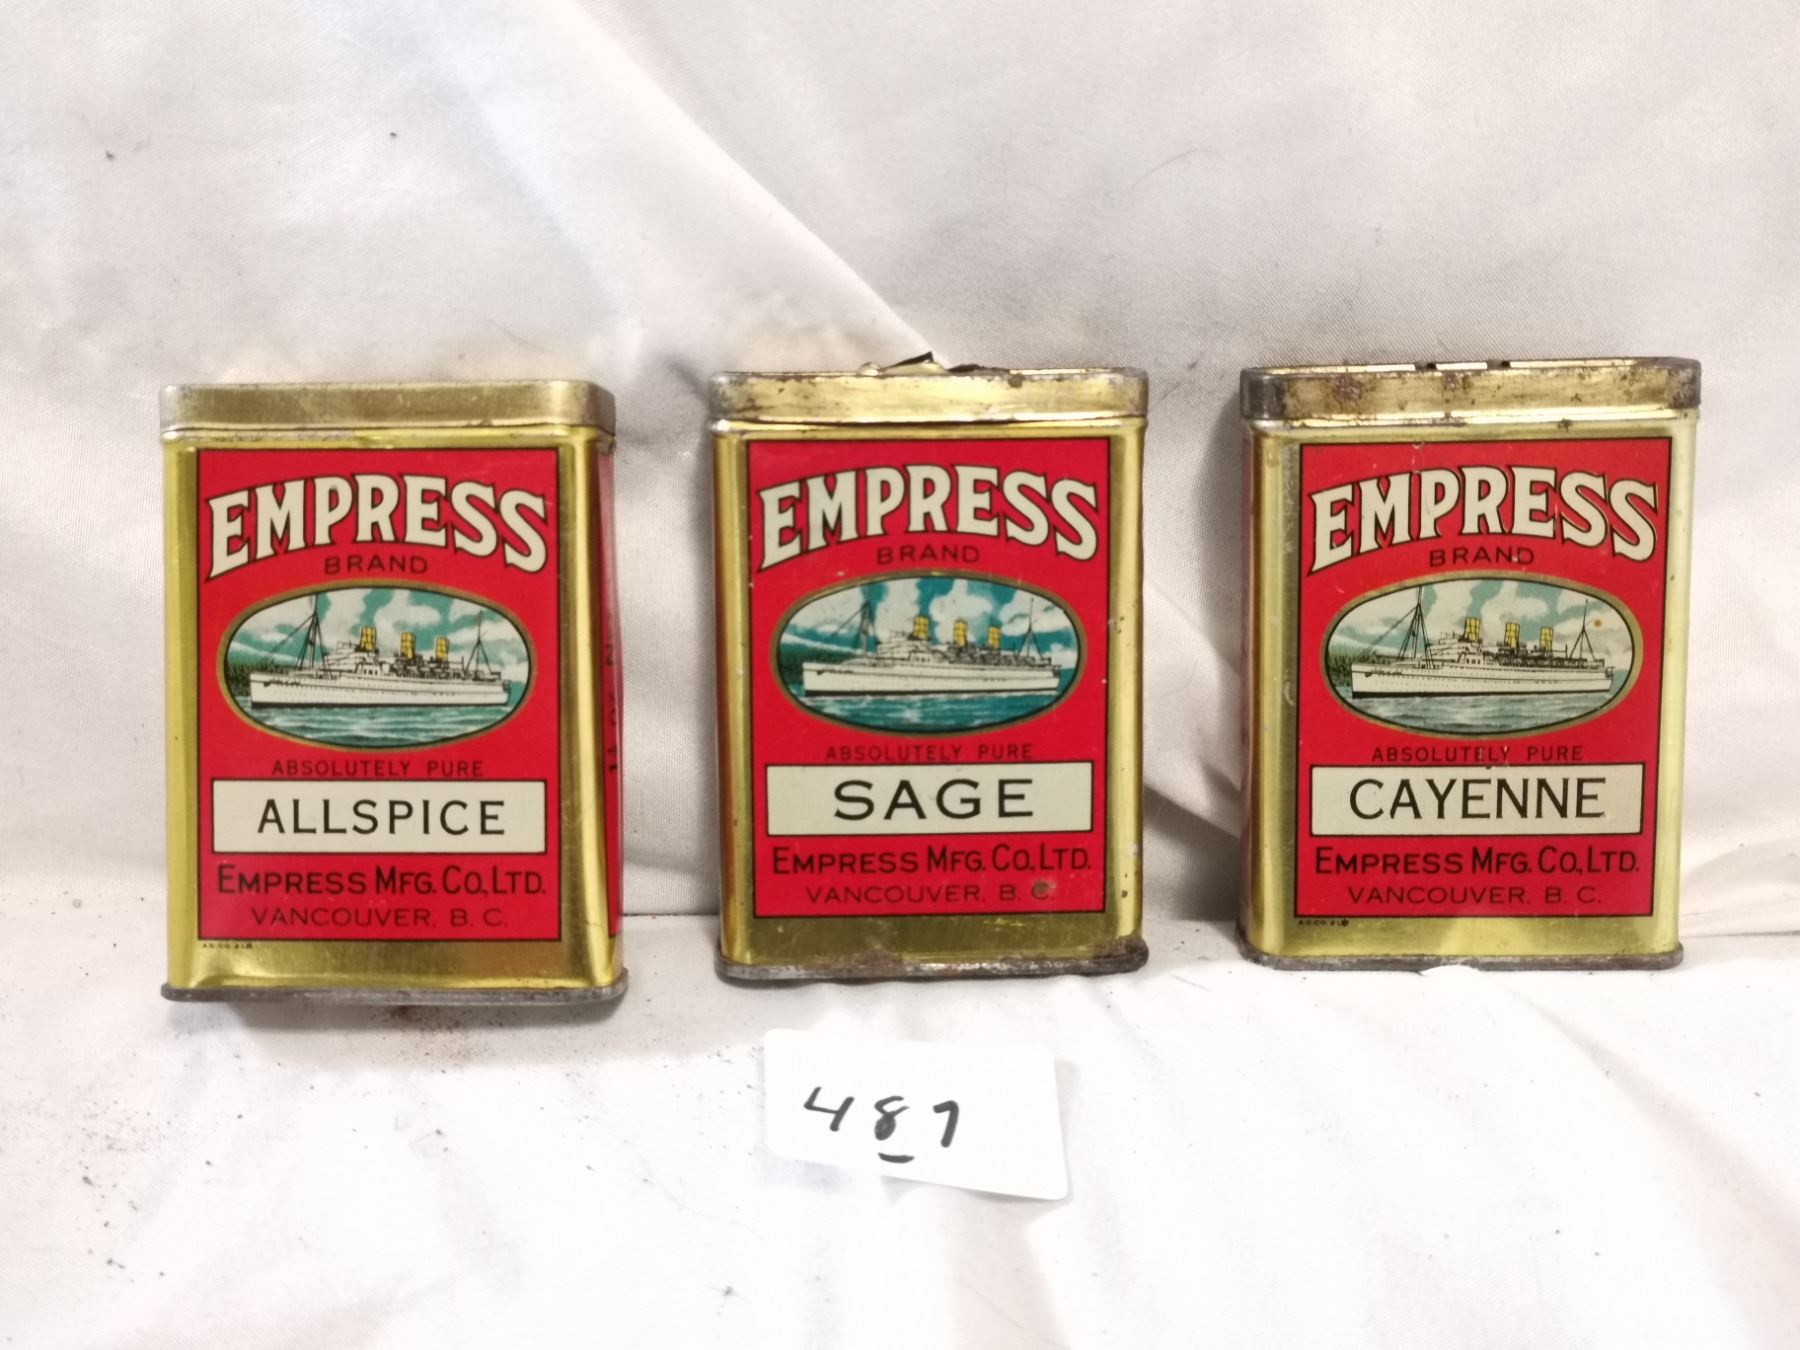 EMPRESS
BRAND
ABSOLUTELY PURE
ALLSPICE
EMPRESS MFG. CO., LTD.
VANCOUVER, B. C.
EMPRESS
BRAND
ABSOLUTELY PURE
SAGE
EMPRESS MFG. CO., LTD.
VANCOUVER, B. C.
EMPRESS
BRAND
ABSOLUTELY PURE
CAYENNE
EMPRESS MFG. CO., LTD.
VANCOUVER, B. C.
487